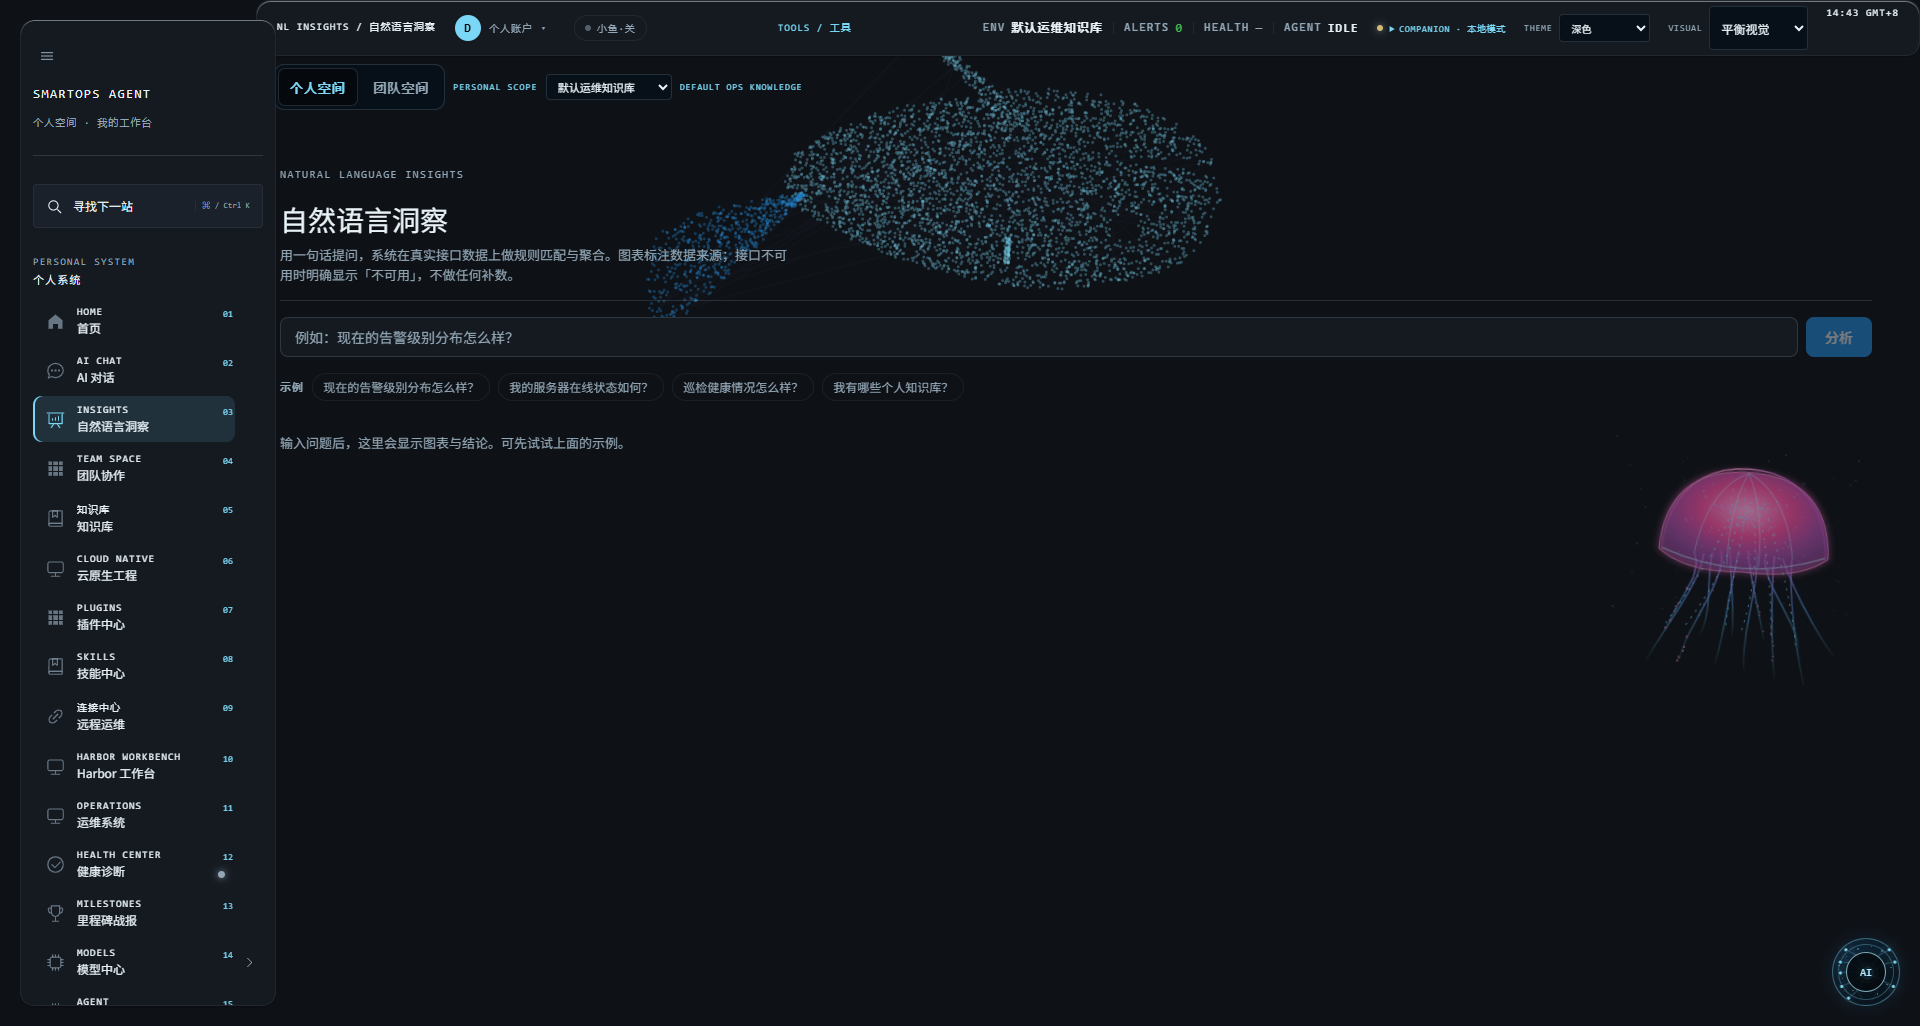 NL INSIGHTS / 自然语言洞察
D
个人账户
小鱼·关
TOOLS / 工具
ENV 默认运维知识库
ALERTS 0
HEALTH —
AGENT IDLE
COMPANION · 本地模式
THEME
深色
VISUAL
平衡视觉
14:43 GMT+8
SMARTOPS AGENT
个人空间 · 我的工作台
寻找下一站
⌘ / Ctrl K
PERSONAL SYSTEM
个人系统
HOME
首页
01
AI CHAT
AI 对话
02
INSIGHTS
自然语言洞察
03
TEAM SPACE
团队协作
04
知识库
知识库
05
CLOUD NATIVE
云原生工程
06
PLUGINS
插件中心
07
SKILLS
技能中心
08
连接中心
远程运维
09
HARBOR WORKBENCH
Harbor 工作台
10
OPERATIONS
运维系统
11
HEALTH CENTER
健康诊断
12
MILESTONES
里程碑战报
13
MODELS
模型中心
14
AGENT
15
个人空间
团队空间
PERSONAL SCOPE
默认运维知识库
DEFAULT OPS KNOWLEDGE
NATURAL LANGUAGE INSIGHTS
自然语言洞察
用一句话提问，系统在真实接口数据上做规则匹配与聚合。图表标注数据来源；接口不可
用时明确显示「不可用」，不做任何补数。
例如：现在的告警级别分布怎么样？
分析
示例
现在的告警级别分布怎么样？
我的服务器在线状态如何？
巡检健康情况怎么样？
我有哪些个人知识库？
输入问题后，这里会显示图表与结论。可先试试上面的示例。
AI